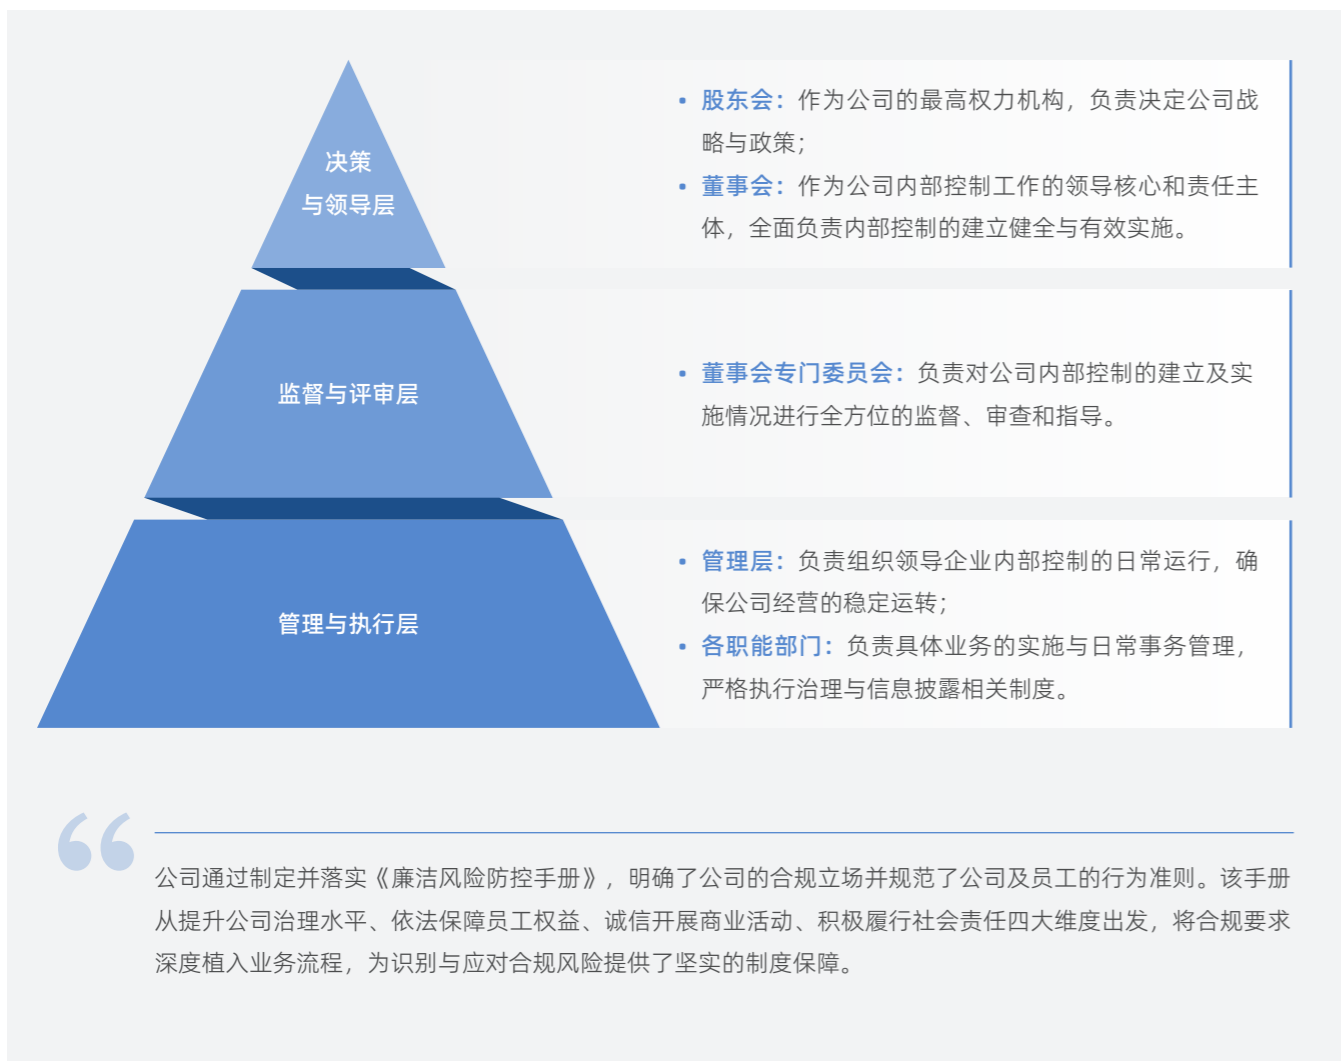 决策
与领导层
• 股东会：作为公司的最高权力机构，负责决定公司战
略与政策；
• 董事会：作为公司内部控制工作的领导核心和责任主
体，全面负责内部控制的建立健全与有效实施。
监督与评审层
• 董事会专门委员会：负责对公司内部控制的建立及实
施情况进行全方位的监督、审查和指导。
管理与执行层
• 管理层：负责组织领导企业内部控制的日常运行，确
保公司经营的稳定运转；
• 各职能部门：负责具体业务的实施与日常事务管理，
严格执行治理与信息披露相关制度。
“
公司通过制定并落实《廉洁风险防控手册》，明确了公司的合规立场并规范了公司及员工的行为准则。该手册
从提升公司治理水平、依法保障员工权益、诚信开展商业活动、积极履行社会责任四大维度出发，将合规要求
深度植入业务流程，为识别与应对合规风险提供了坚实的制度保障。